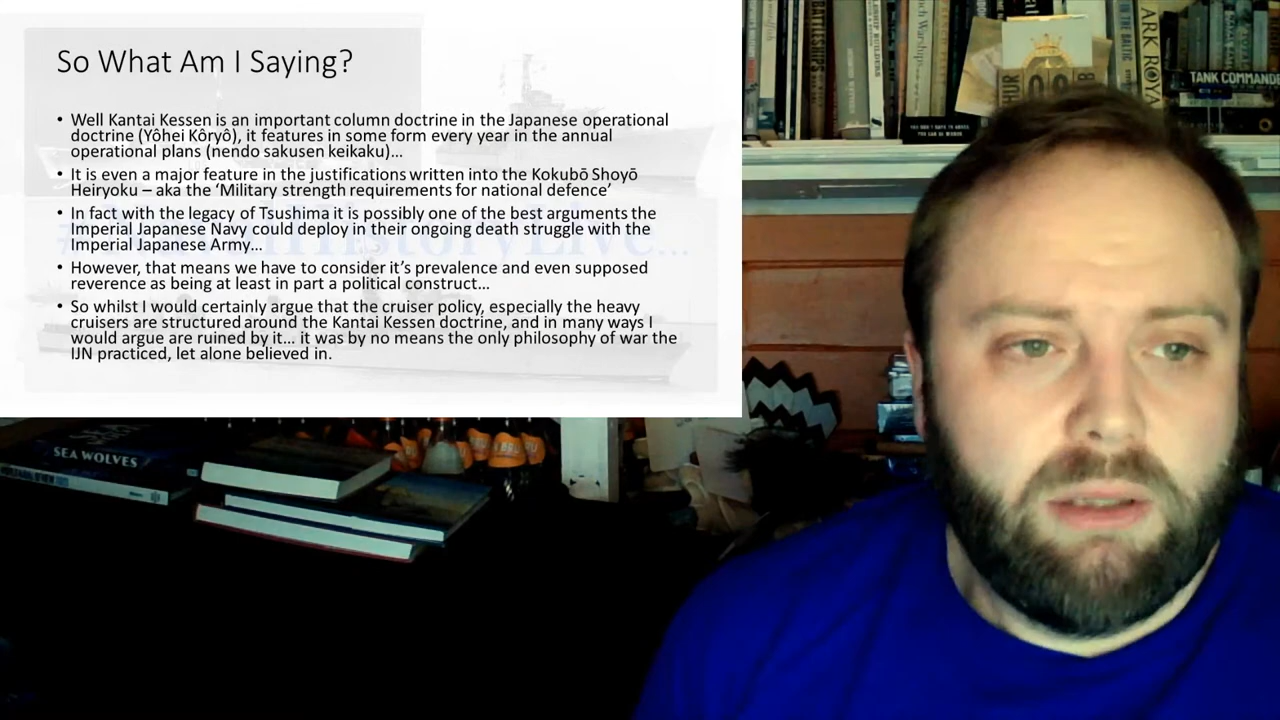 So What Am I Saying?
• Well Kantai Kessen is an important column doctrine in the Japanese operational
doctrine (Yôhei Kôryô), it features in some form every year in the annual
operational plans (nendo sakusen keikaku)...
• It is even a major feature in the justifications written into the Kokubō Shoyō
Heiryoku – aka the ‘Military strength requirements for national defence’
• In fact with the legacy of Tsushima it is possibly one of the best arguments the
Imperial Japanese Navy could deploy in their ongoing death struggle with the
Imperial Japanese Army...
• However, that means we have to consider it’s prevalence and even supposed
reverence as being at least in part a political construct...
• So whilst I would certainly argue that the cruiser policy, especially the heavy
cruisers are structured around the Kantai Kessen doctrine, and in many ways I
would argue are ruined by it... it was by no means the only philosophy of war the
IJN practiced, let alone believed in.
BATTLESHIPS
IN THE BALTIC
ARK ROYAL
TANK COMMANDE
SEA WOLVES